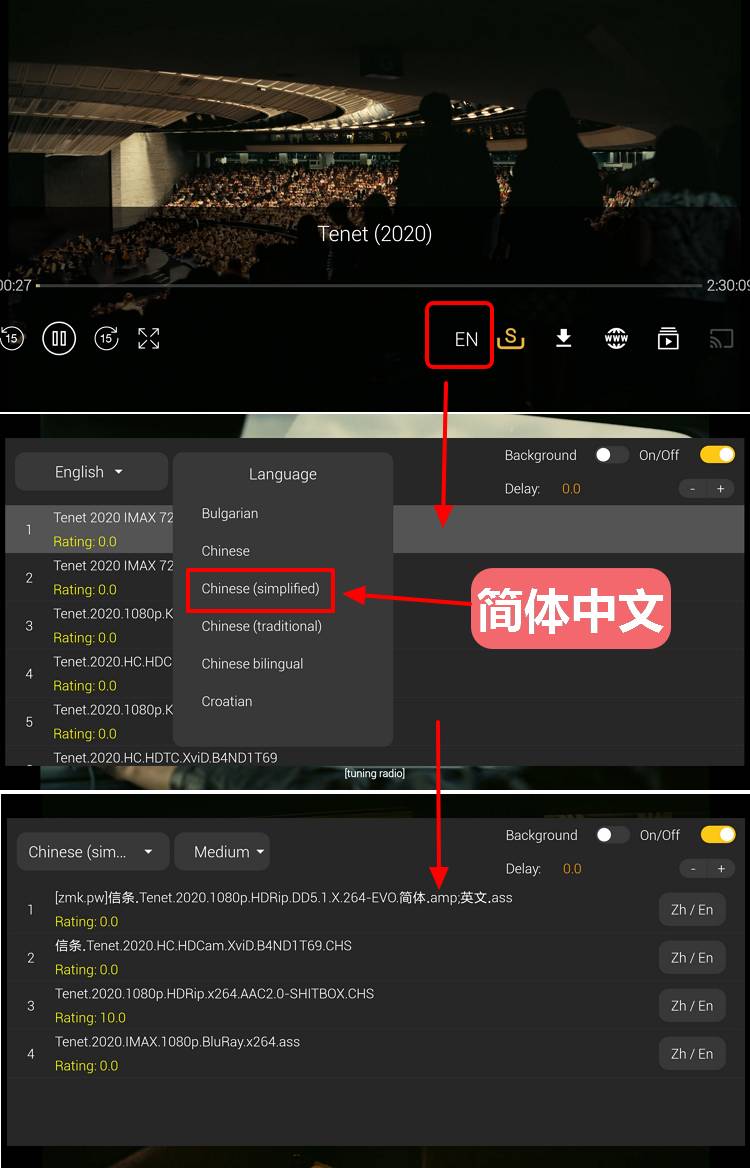 Tenet (2020)
00:27
2:30:09
15
15
EN
S
WWW
English
Language
Background
On/Off
Delay:
0.0
-
+
Bulgarian
Chinese
Chinese (simplified)
Chinese (traditional)
Chinese bilingual
Croatian
1
Tenet 2020 IMAX 72
Rating: 0.0
2
Tenet 2020 IMAX 72
Rating: 0.0
3
Tenet.2020.1080p.K
Rating: 0.0
4
Tenet.2020.HC.HDC
Rating: 0.0
5
Tenet.2020.1080p.K
Rating: 0.0
Tenet.2020.HC.HDTC.XviD.B4ND1T69
简体中文
[tuning radio]
Chinese (sim...
Medium
Background
On/Off
Delay:
0.0
-
+
1
[zmk.pw]信条.Tenet.2020.1080p.HDRip.DD5.1.X.264-EVO.简体.amp;英文.ass
Rating: 0.0
Zh / En
2
信条.Tenet.2020.HC.HDCam.XviD.B4ND1T69.CHS
Rating: 0.0
Zh / En
3
Tenet.2020.1080p.HDRip.x264.AAC2.0-SHITBOX.CHS
Rating: 10.0
Zh / En
4
Tenet.2020.IMAX.1080p.BluRay.x264.ass
Rating: 0.0
Zh / En